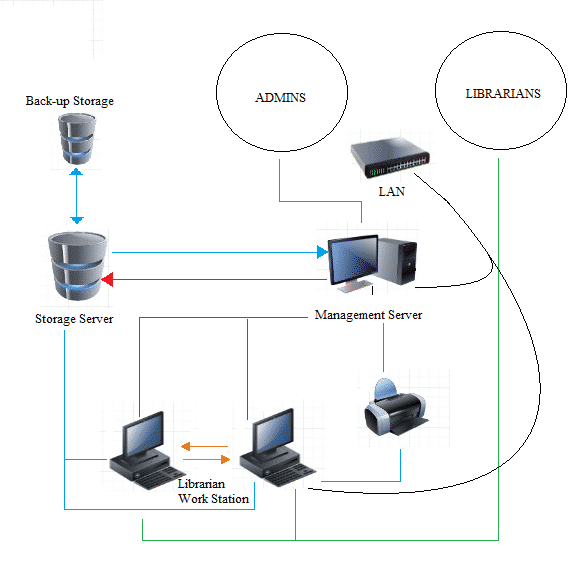 Back-up Storage
ADMINS
LIBRARIANS
LAN
Storage Server
Management Server
Librarian
Work Station